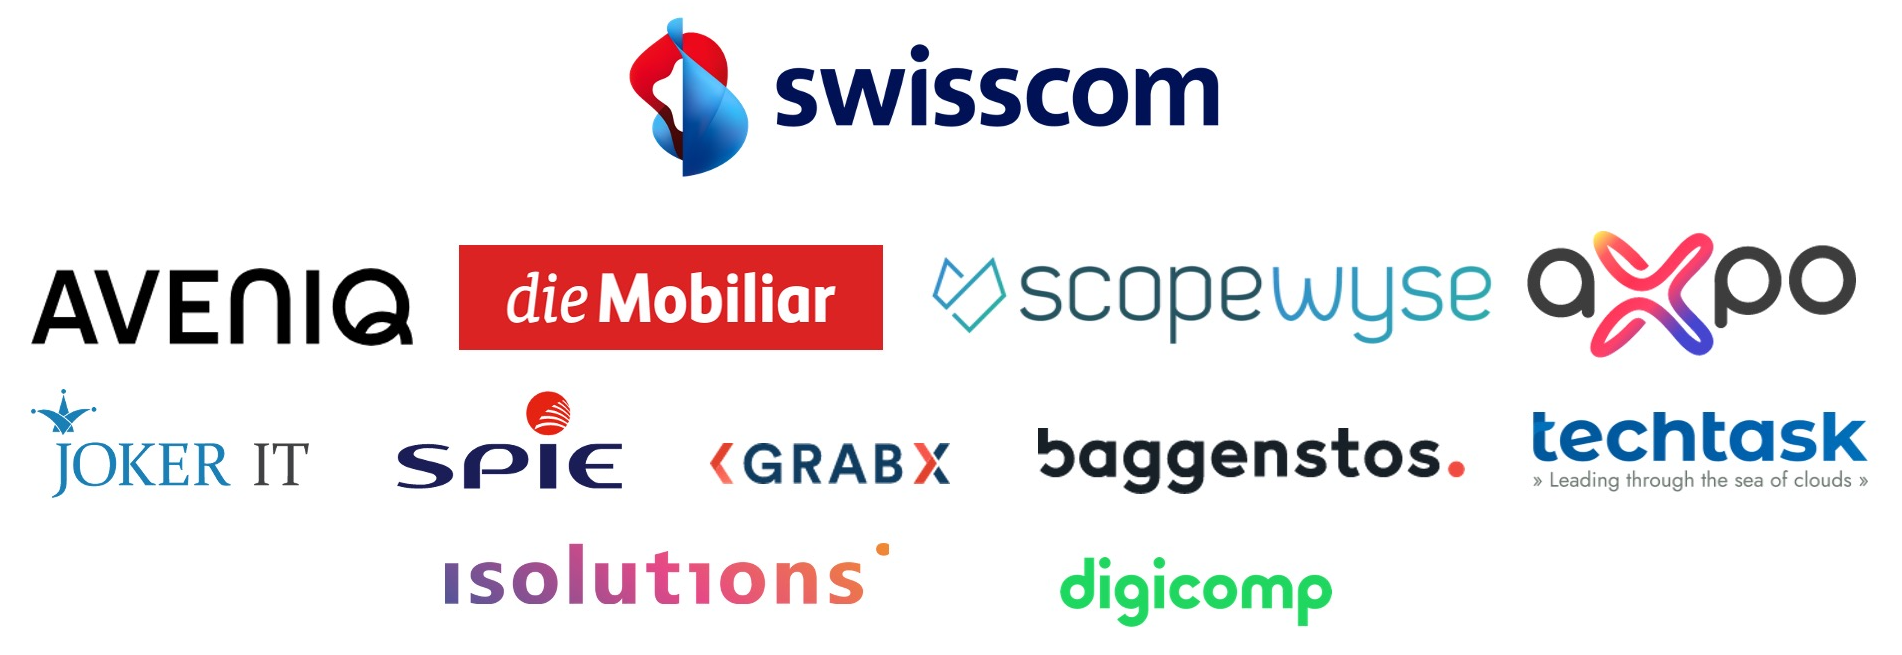 swisscom
AVENIQ
die Mobiliar
scopewyse
axpo
JOKER IT
SPIE
GRABX
baggenstos.
techtask
» Leading through the sea of clouds »
isolutions
digicomp